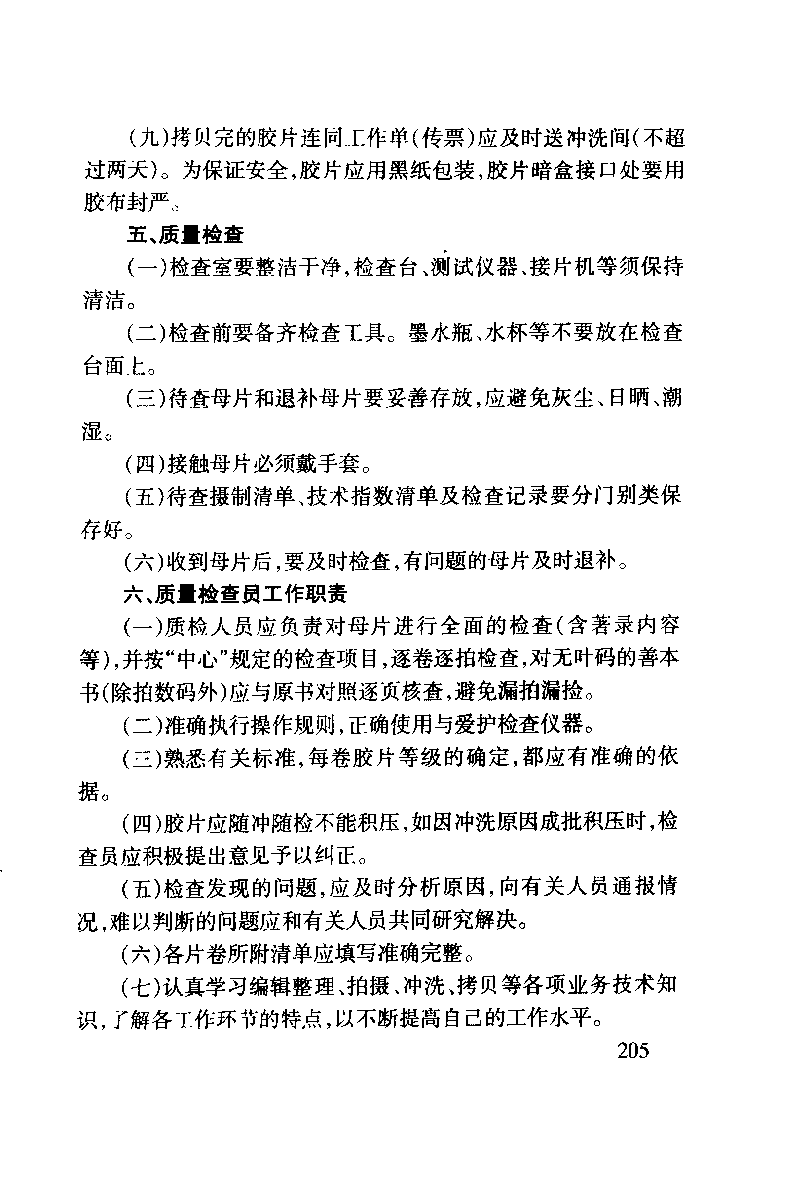 (九)拷贝完的胶片连同工作单(传票)应及时送冲洗间(不超
过两天)。为保证安全,胶片应用黑纸包装,胶片暗盒接口处要用
胶布封严。
五、质量检查
(一)检查室要整洁干净,检查台、测试仪器、接片机等须保持
清洁。
(二)检查前要备齐检查工具。墨水瓶、水杯等不要放在检查
台面上。
(三)待查母片和退补母片要妥善存放,应避免灰尘、日晒、潮
湿。
(四)接触母片必须戴手套。
(五)待查摄制清单、技术指数清单及检查记录要分门别类保
存好。
(六)收到母片后,要及时检查,有问题的母片及时退补。
六、质量检查员工作职责
(一)质检人员应负责对母片进行全面的检查(含著录内容
等),并按“中心”规定的检查项目,逐卷逐拍检查,对无叶码的善本
书(除拍数码外)应与原书对照逐页核查,避免漏拍漏捡。
(二)准确执行操作规则,正确使用与爱护检查仪器。
(三)熟悉有关标准,每卷胶片等级的确定,都应有准确的依
据。
(四)胶片应随冲随检不能积压,如因冲洗原因成批积压时,检
查员应积极提出意见予以纠正。
(五)检查发现的问题,应及时分析原因,向有关人员通报情
况,难以判断的问题应和有关人员共同研究解决。
(六)各片卷所附清单应填写准确完整。
(七)认真学习编辑整理、拍摄、冲洗、拷贝等各项业务技术知
识,了解各工作环节的特点,以不断提高自己的工作水平。
205